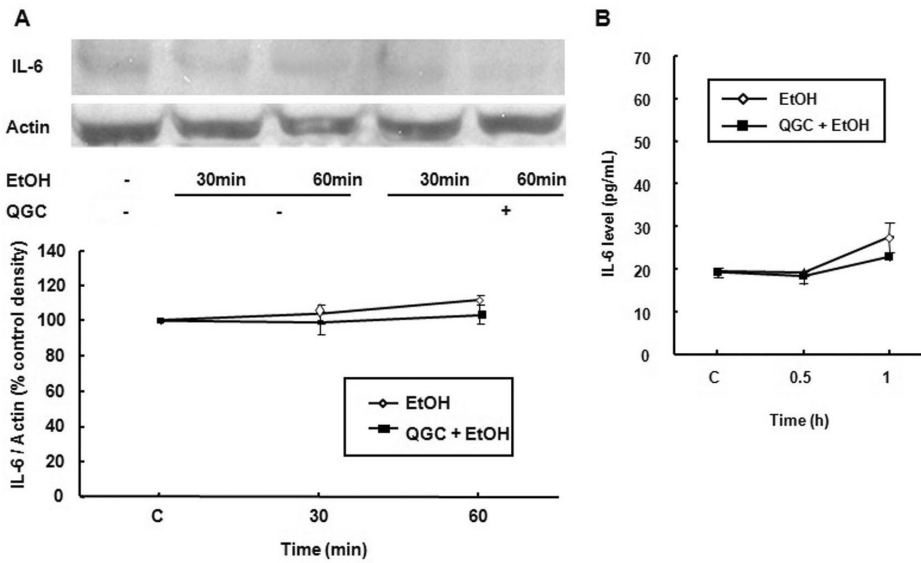 A
IL-6
Actin
EtOH - 30min 60min 30min 60min
QGC - - +
IL-6 / Actin (% control density)
140
120
100
80
60
40
20
0
C 30 60
Time (min)
EtOH
QGC + EtOH
B
IL-6 level (pg/mL)
70
60
50
40
30
20
10
0
C 0.5 1
Time (h)
EtOH
QGC + EtOH